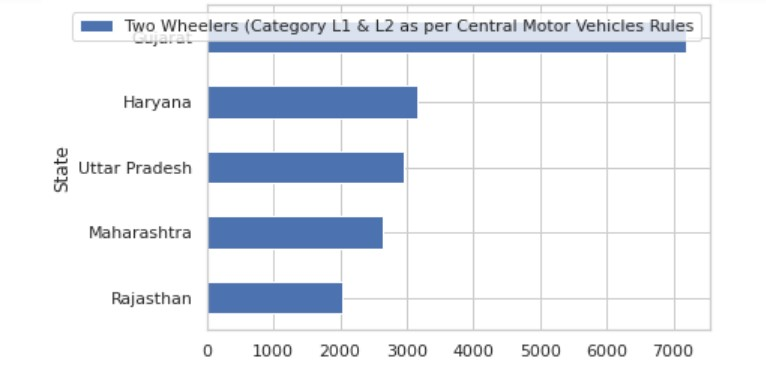 Two Wheelers (Category L1 & L2 as per Central Motor Vehicles Rules
Gujarat
Haryana
Uttar Pradesh
Maharashtra
Rajasthan
State
0 1000 2000 3000 4000 5000 6000 7000